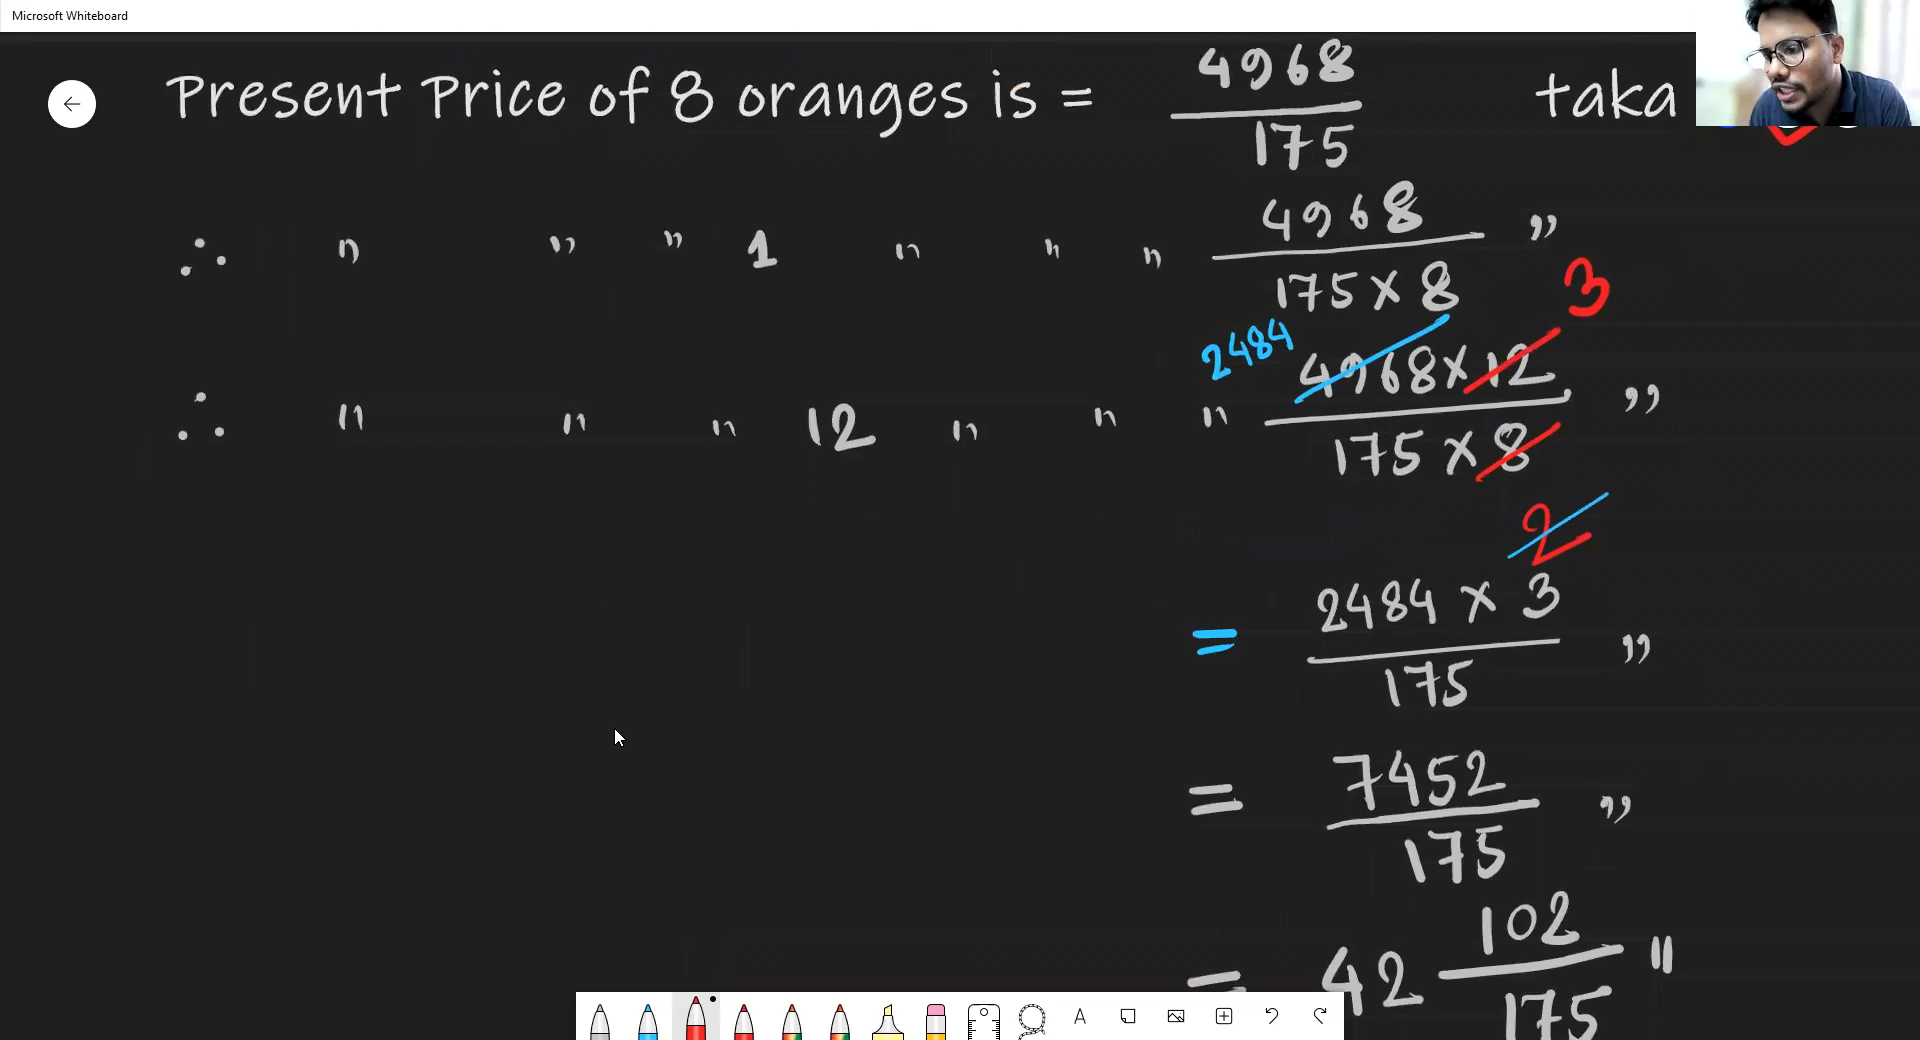 Microsoft Whiteboard
Present Price of 8 oranges is = 4968/175 taka
∴ " " " 1 " " " 4968/175 × 8 "
∴ " " " 12 " " " 2484 4968 × 12/175 × 8 " 3
2
= 2484 × 3/175 "
= 7452/175 "
= 42 102/175 "
A